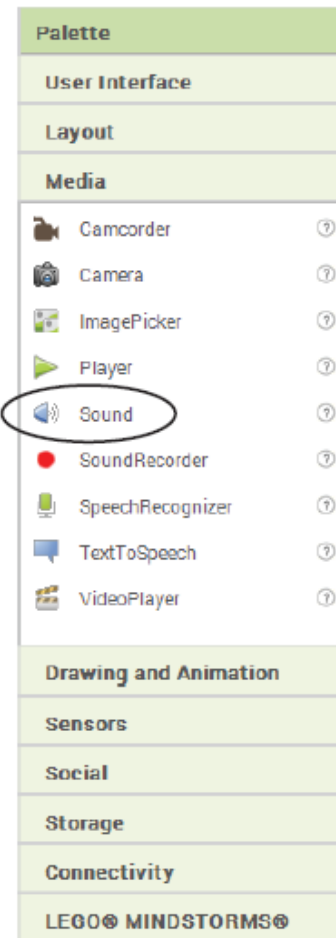 Palette
User Interface
Layout
Media
Camcorder ?
Camera ?
ImagePicker ?
Player ?
Sound ?
SoundRecorder ?
SpeechRecognizer ?
TextToSpeech ?
VideoPlayer ?
Drawing and Animation
Sensors
Social
Storage
Connectivity
LEGO® MINDSTORMS®